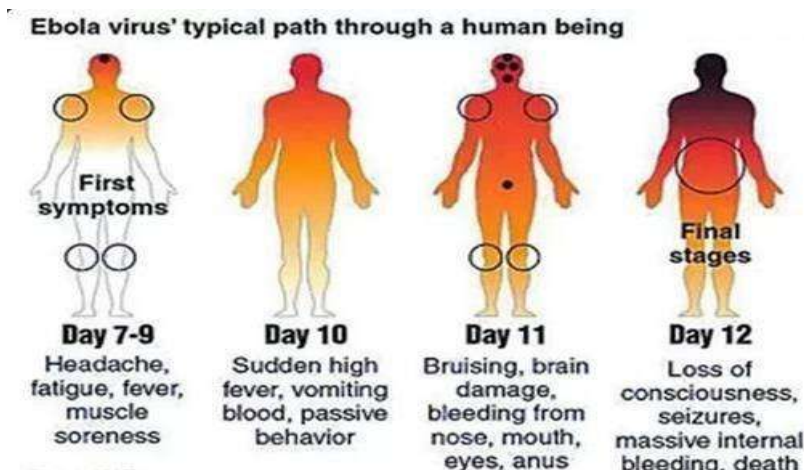 Ebola virus' typical path through a human being
First
symptoms
Final
stages
Day 7-9
Headache,
fatigue, fever,
muscle
soreness
Day 10
Sudden high
fever, vomiting
blood, passive
behavior
Day 11
Bruising, brain
damage,
bleeding from
nose, mouth,
eyes, anus
Day 12
Loss of
consciousness,
seizures,
massive internal
bleeding, death